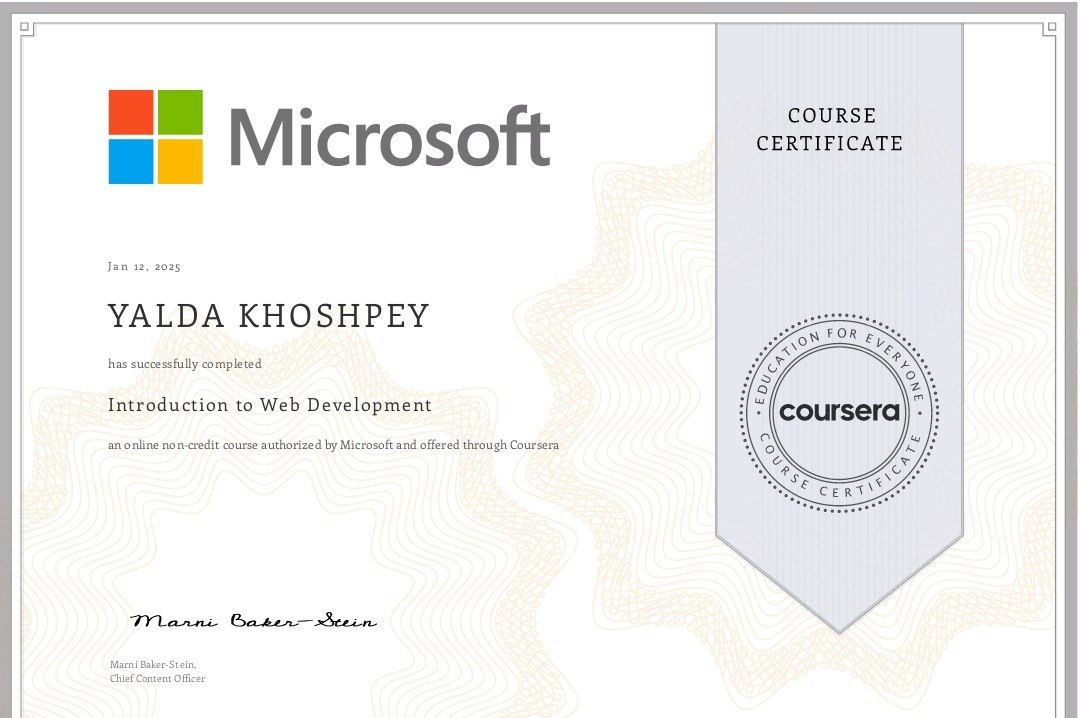 Microsoft
COURSE
CERTIFICATE
Jan 12, 2025
YALDA KHOSHPEY
has successfully completed
Introduction to Web Development
an online non-credit course authorized by Microsoft and offered through Coursera
EDUCATION FOR EVERYONE
coursera
COURSE CERTIFICATE
Marni Baker-Stein
Marni Baker-Stein,
Chief Content Officer